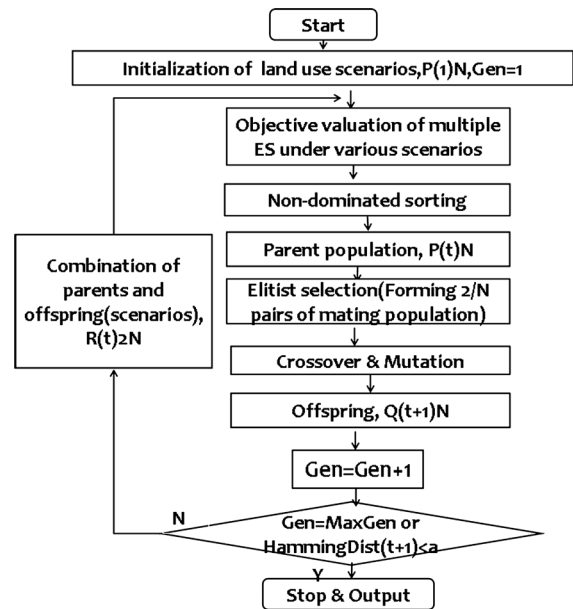 Start
Initialization of land use scenarios,P(1)N,Gen=1
Objective valuation of multiple
ES under various scenarios
Non-dominated sorting
Parent population, P(t)N
Elitist selection(Forming 2/N
pairs of mating population)
Crossover & Mutation
Offspring, Q(t+1)N
Gen=Gen+1
Combination of
parents and
offspring(scenarios),
R(t)2N
N
Gen=MaxGen or
HammingDist(t+1)<a
Y
Stop & Output